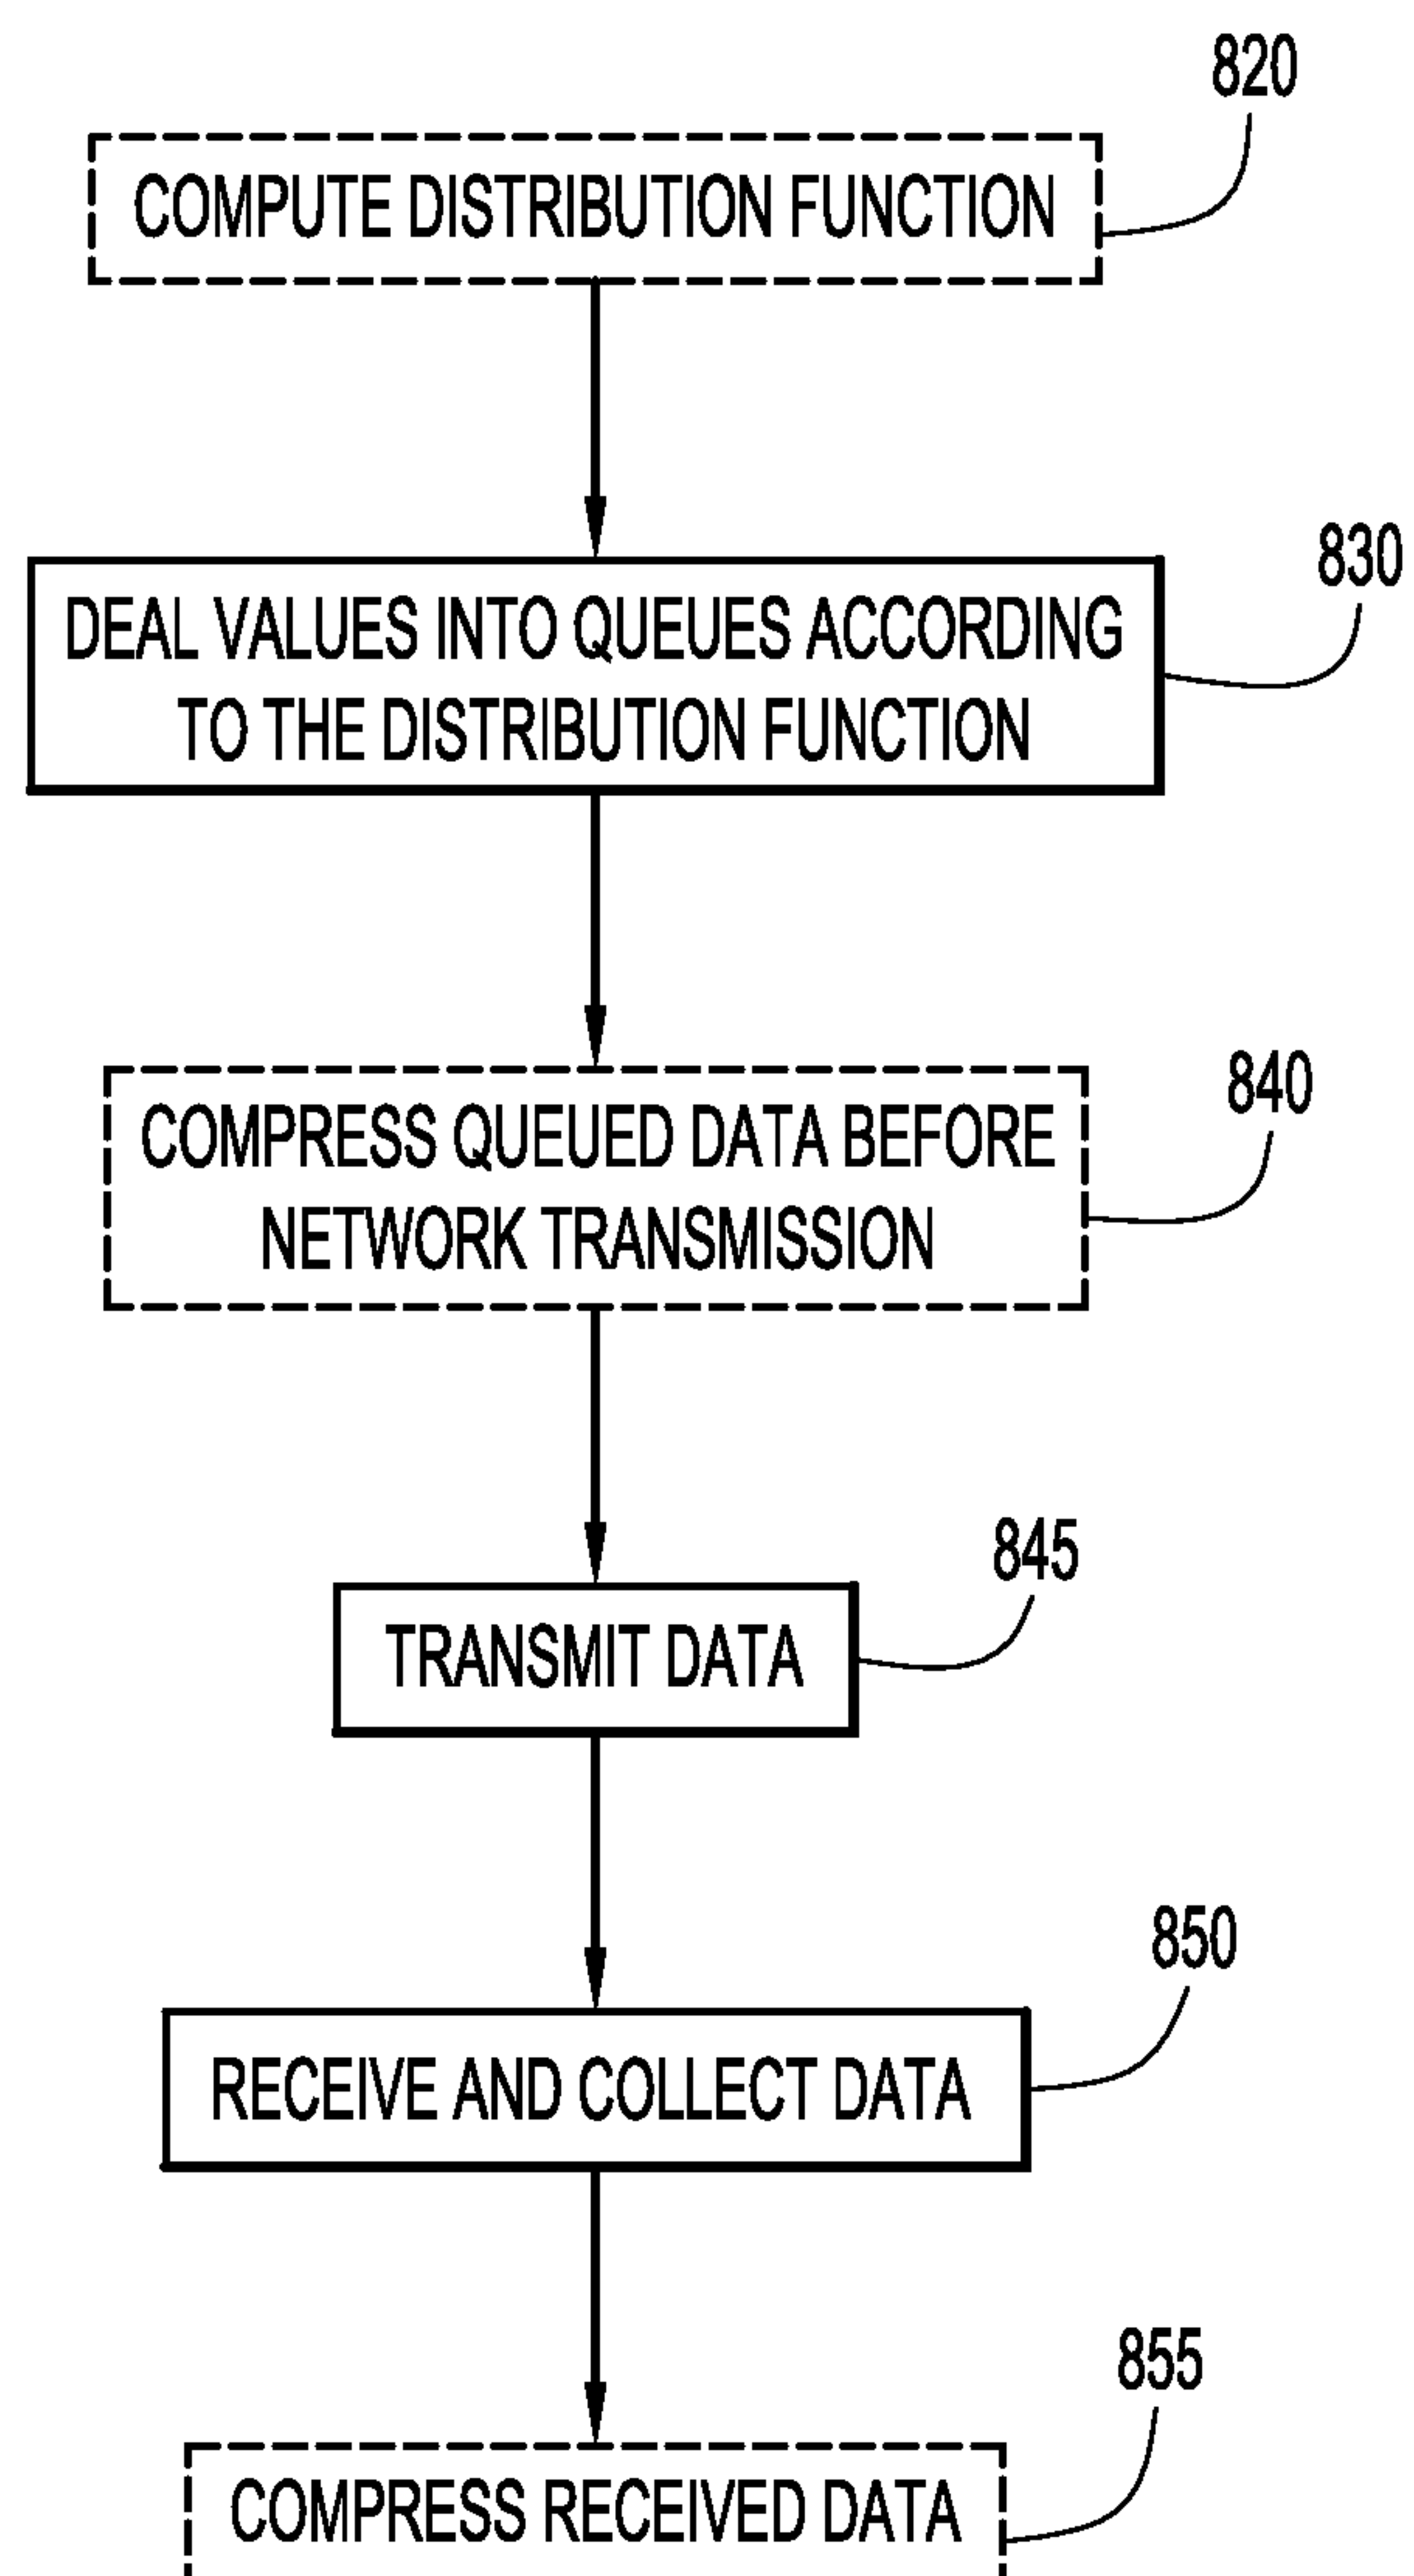 820
COMPUTE DISTRIBUTION FUNCTION
830
DEAL VALUES INTO QUEUES ACCORDING
TO THE DISTRIBUTION FUNCTION
840
COMPRESS QUEUED DATA BEFORE
NETWORK TRANSMISSION
845
TRANSMIT DATA
850
RECEIVE AND COLLECT DATA
855
COMPRESS RECEIVED DATA